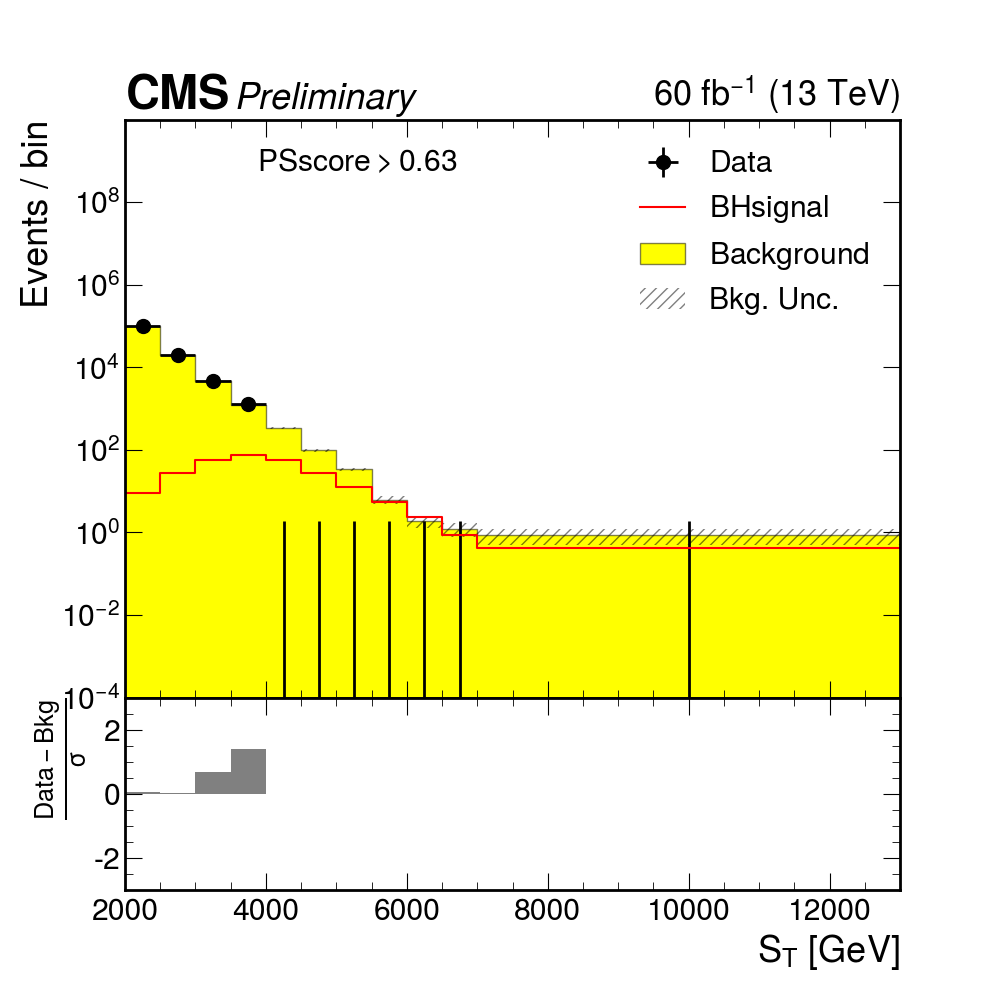 CMS Preliminary 60 fb⁻¹ (13 TeV)
Events / bin
PSscore > 0.63
Data
BHsignal
Background
Bkg. Unc.
10⁸
10⁶
10⁴
10²
10⁰
10⁻²
10⁻⁴
Data – Bkg
σ
2
0
-2
2000 4000 6000 8000 10000 12000
S_T [GeV]